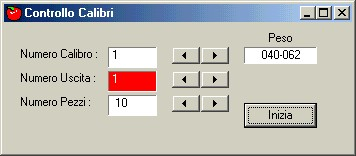 Controllo Calibri
Peso
Numero Calibro : 1
040-062
Numero Uscita : 1
Numero Pezzi : 10
Inizia